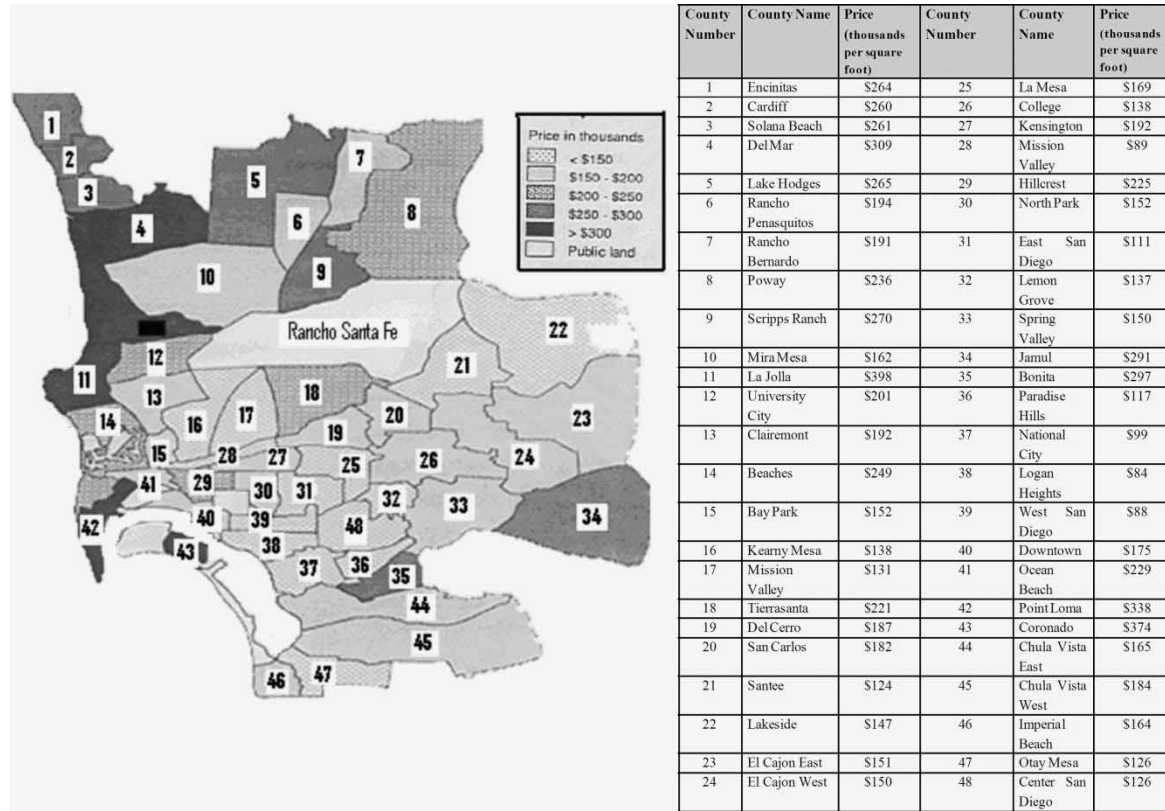 1
2
3
4
5
6
7
8
9
10
11
12
13
14
15
16
17
18
19
20
21
22
23
24
25
26
27
28
29
30
31
32
33
34
35
36
37
38
39
40
41
42
43
44
45
46
47
48
Rancho Santa Fe
Price in thousands
< $150
$150 - $200
$200 - $250
$250 - $300
> $300
Public land
County Number County Name Price (thousands per square foot) County Number County Name Price (thousands per square foot)
1 Encinitas $264 25 La Mesa $169
2 Cardiff $260 26 College $138
3 Solana Beach $261 27 Kensington $192
4 Del Mar $309 28 Mission Valley $89
5 Lake Hodges $265 29 Hillcrest $225
6 Rancho Penasquitos $194 30 North Park $152
7 Rancho Bernardo $191 31 East San Diego $111
8 Poway $236 32 Lemon Grove $137
9 Scripps Ranch $270 33 Spring Valley $150
10 Mira Mesa $162 34 Jamul $291
11 La Jolla $398 35 Bonita $297
12 University City $201 36 Paradise Hills $117
13 Clairemont $192 37 National City $99
14 Beaches $249 38 Logan Heights $84
15 Bay Park $152 39 West San Diego $88
16 Kearny Mesa $138 40 Downtown $175
17 Mission Valley $131 41 Ocean Beach $229
18 Tierrasanta $221 42 Point Loma $338
19 Del Cerro $187 43 Coronado $374
20 San Carlos $182 44 Chula Vista East $165
21 Santee $124 45 Chula Vista West $184
22 Lakeside $147 46 Imperial Beach $164
23 El Cajon East $151 47 Otay Mesa $126
24 El Cajon West $150 48 Center San Diego $126